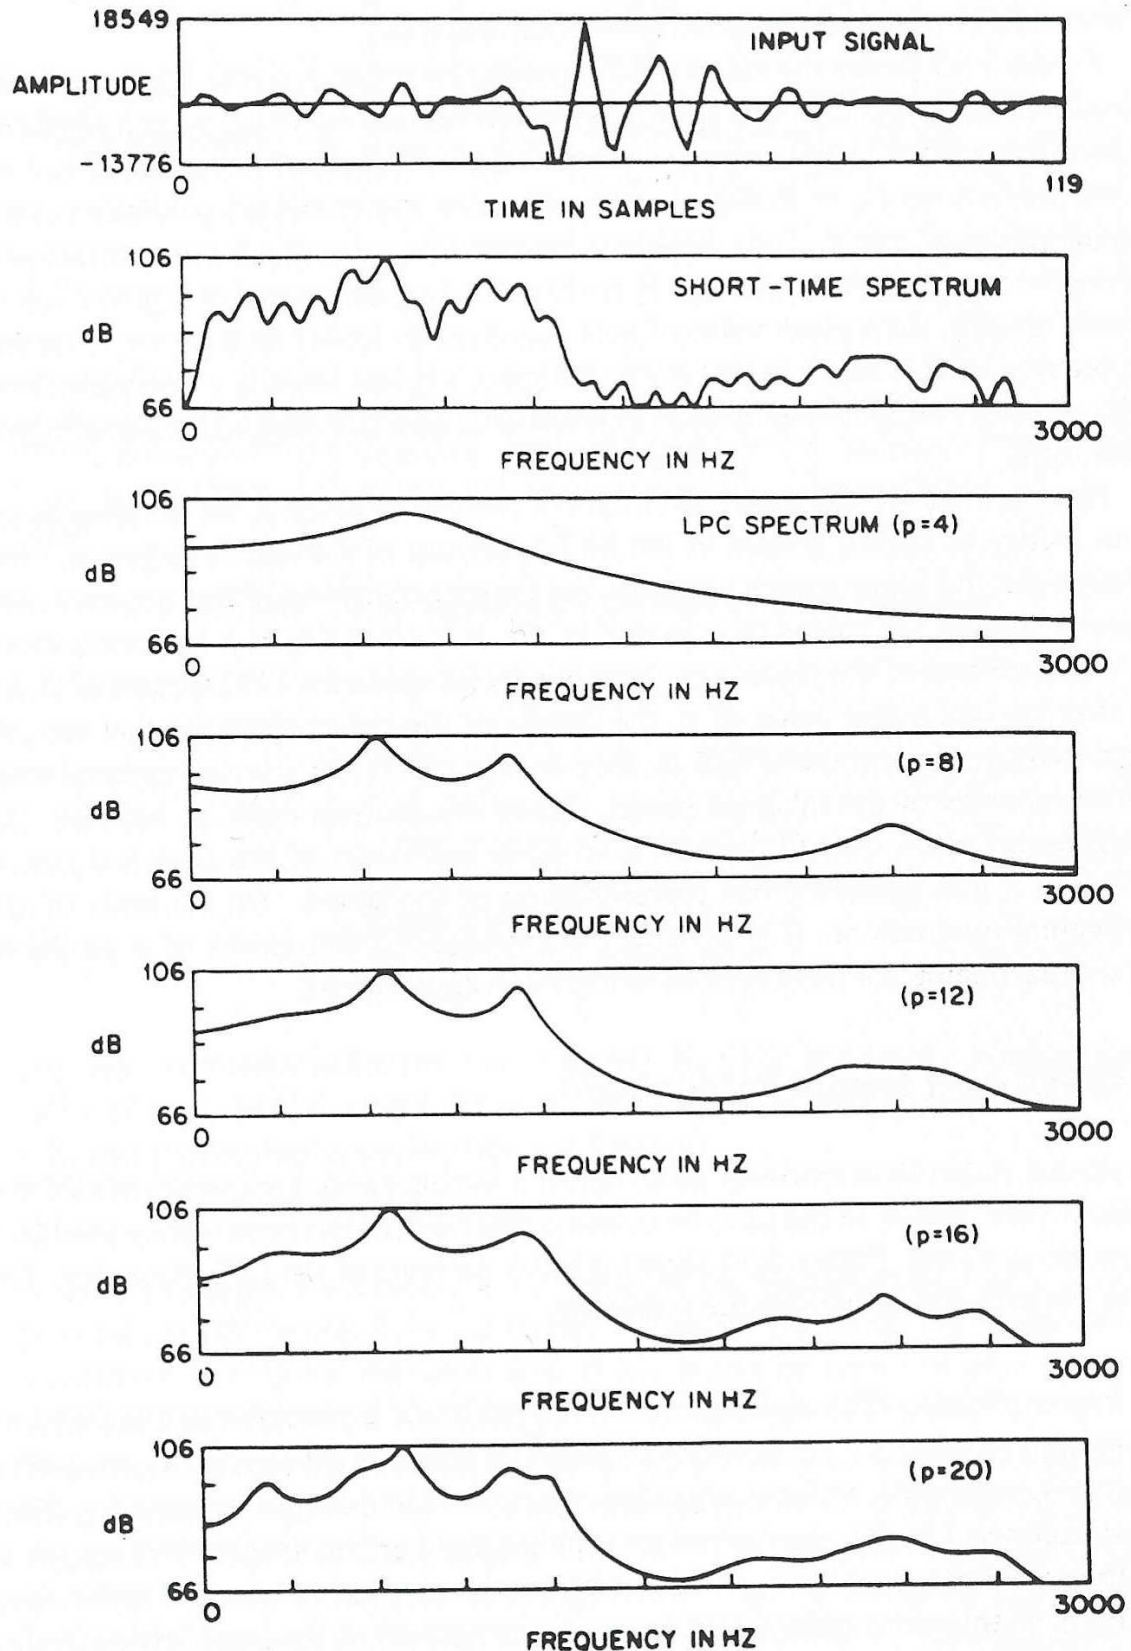 18549
INPUT SIGNAL
AMPLITUDE
-13776
0 119
TIME IN SAMPLES
106
SHORT-TIME SPECTRUM
dB
66
0 3000
FREQUENCY IN HZ
106
LPC SPECTRUM (p=4)
dB
66
0 3000
FREQUENCY IN HZ
106
(p=8)
dB
66
0 3000
FREQUENCY IN HZ
106
(p=12)
dB
66
0 3000
FREQUENCY IN HZ
106
(p=16)
dB
66
0 3000
FREQUENCY IN HZ
106
(p=20)
dB
66
0 3000
FREQUENCY IN HZ